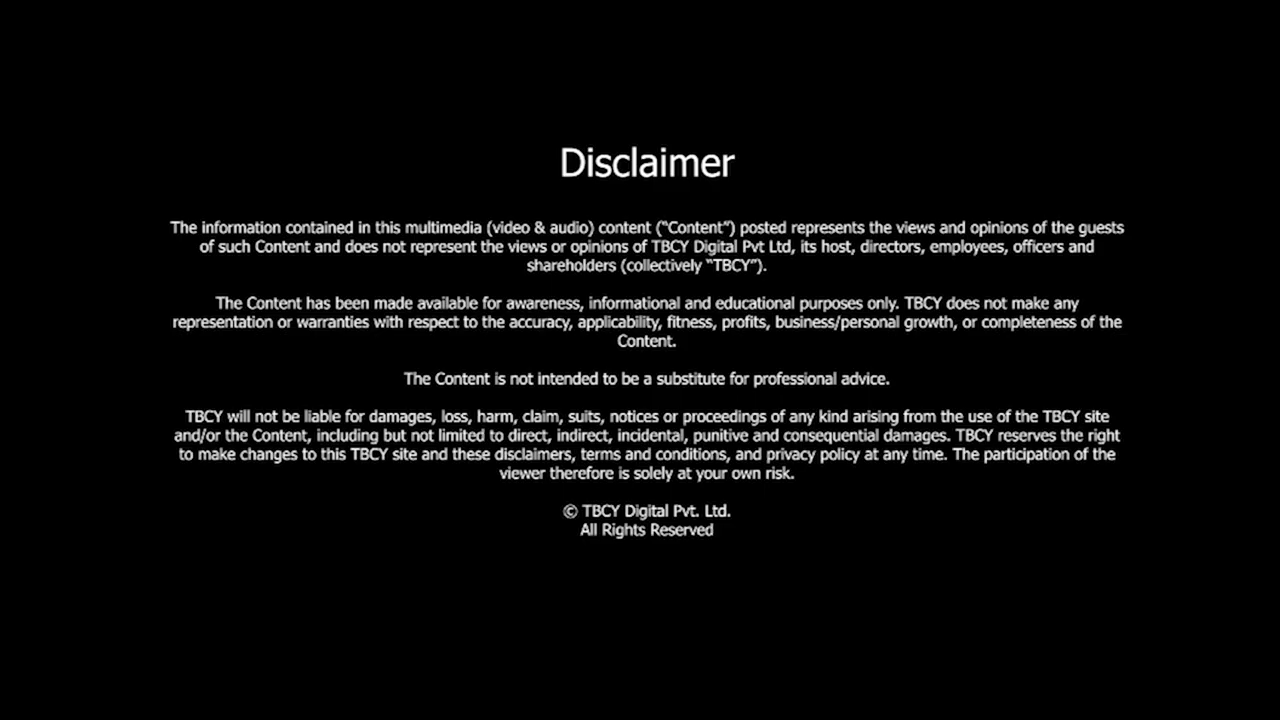 Disclaimer
The information contained in this multimedia (video & audio) content (“Content”) posted represents the views and opinions of the guests
of such Content and does not represent the views or opinions of TBCY Digital Pvt Ltd, its host, directors, employees, officers and
shareholders (collectively “TBCY”).
The Content has been made available for awareness, informational and educational purposes only. TBCY does not make any
representation or warranties with respect to the accuracy, applicability, fitness, profits, business/personal growth, or completeness of the
Content.
The Content is not intended to be a substitute for professional advice.
TBCY will not be liable for damages, loss, harm, claim, suits, notices or proceedings of any kind arising from the use of the TBCY site
and/or the Content, including but not limited to direct, indirect, incidental, punitive and consequential damages. TBCY reserves the right
to make changes to this TBCY site and these disclaimers, terms and conditions, and privacy policy at any time. The participation of the
viewer therefore is solely at your own risk.
© TBCY Digital Pvt. Ltd.
All Rights Reserved